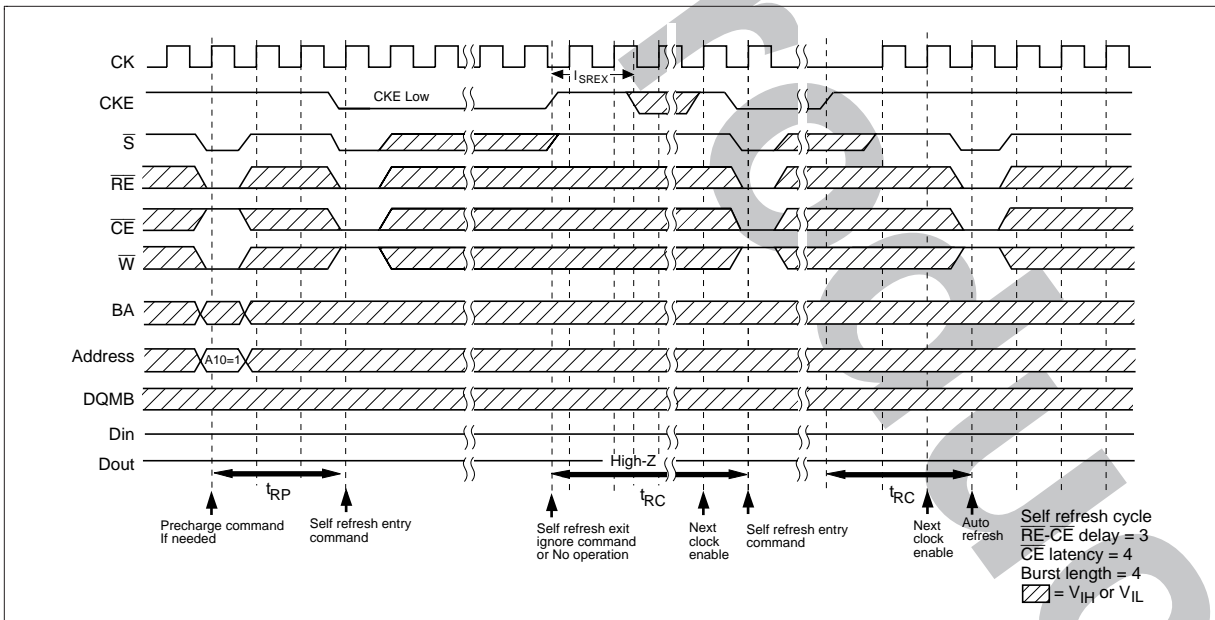 CK
l SREX
CKE
CKE Low
S
RE
CE
W
BA
Address
A10=1
DQMB
Din
Dout
High-Z
tRP
tRC
tRC
Precharge command
If needed
Self refresh entry
command
Self refresh exit
ignore command
or No operation
Next
clock
enable
Self refresh entry
command
Next
clock
enable
Auto
refresh
Self refresh cycle
RE-CE delay = 3
CE latency = 4
Burst length = 4
= VIH or VIL